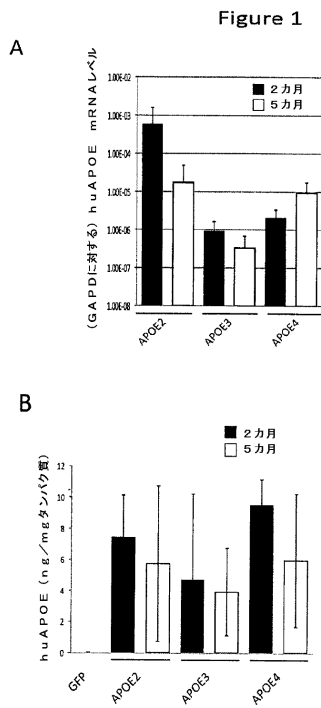 Figure 1
A
(GAPDに対する) huAPOE mRNAレベル
2カ月
5カ月
1.00E-02
1.00E-03
1.00E-04
1.00E-05
1.00E-06
1.00E-07
1.00E-08
APOE2
APOE3
APOE4
B
huAPOE (ng/mgタンパク質)
2カ月
5カ月
12
10
8
6
4
2
0
GFP
APOE2
APOE3
APOE4